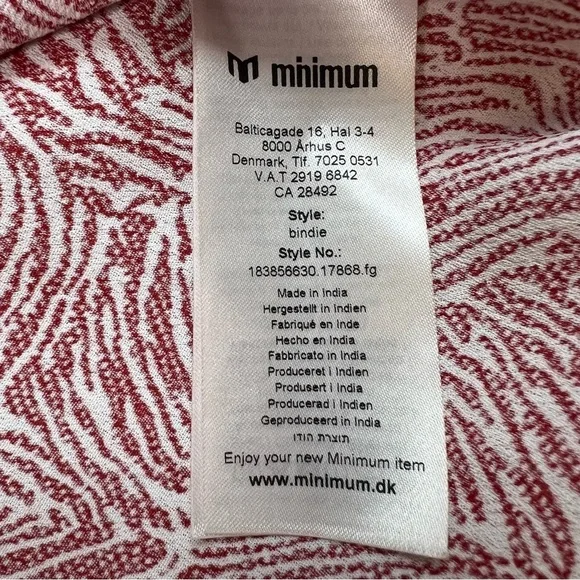 minimum
Balticagade 16, Hal 3-4
8000 Århus C
Denmark, Tlf. 7025 0531
V.A.T 2919 6842
CA 28492
Style:
bindie
Style No.:
183856630.17868.fg
Made in India
Hergestellt in Indien
Fabriqué en Inde
Hecho en India
Fabbricato in India
Produceret i Indien
Produsert i India
Producerad i Indien
Geproduceerd in India
תוצרת הודו
Enjoy your new Minimum item
www.minimum.dk